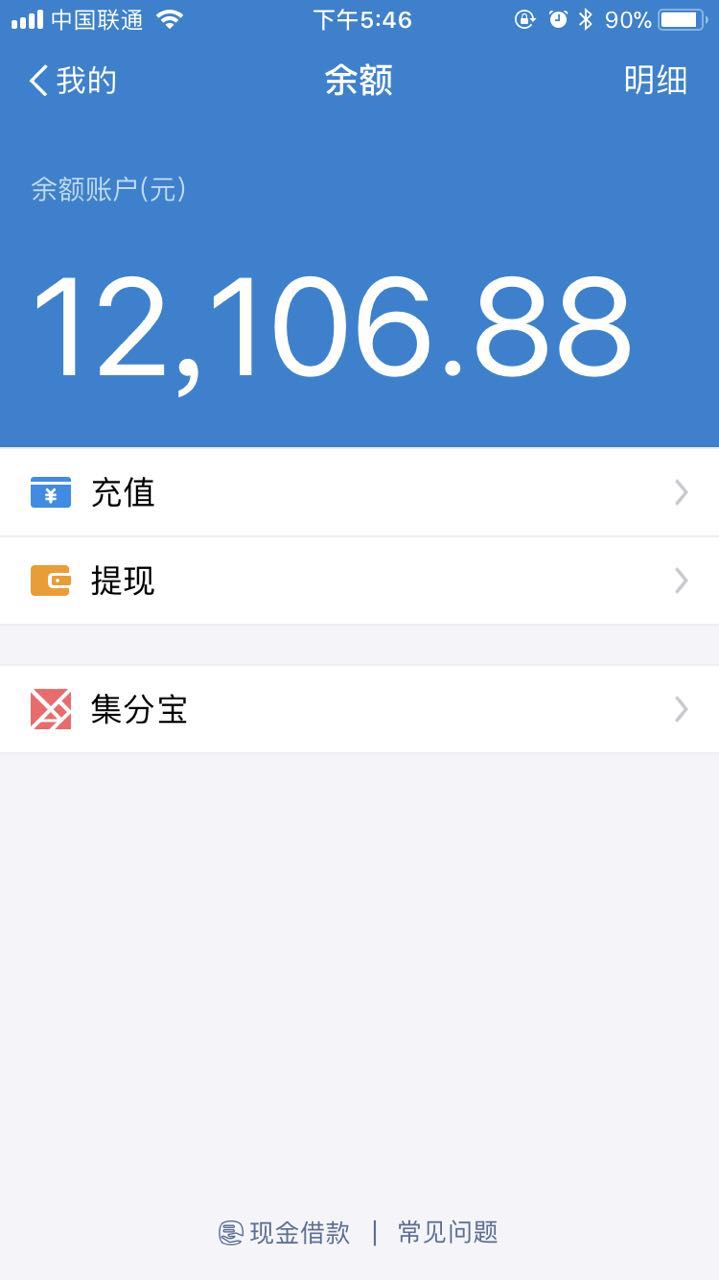 中国联通 下午5:46 90%
我的 余额 明细
余额账户(元)
12,106.88
充值
提现
集分宝
现金借款 | 常见问题